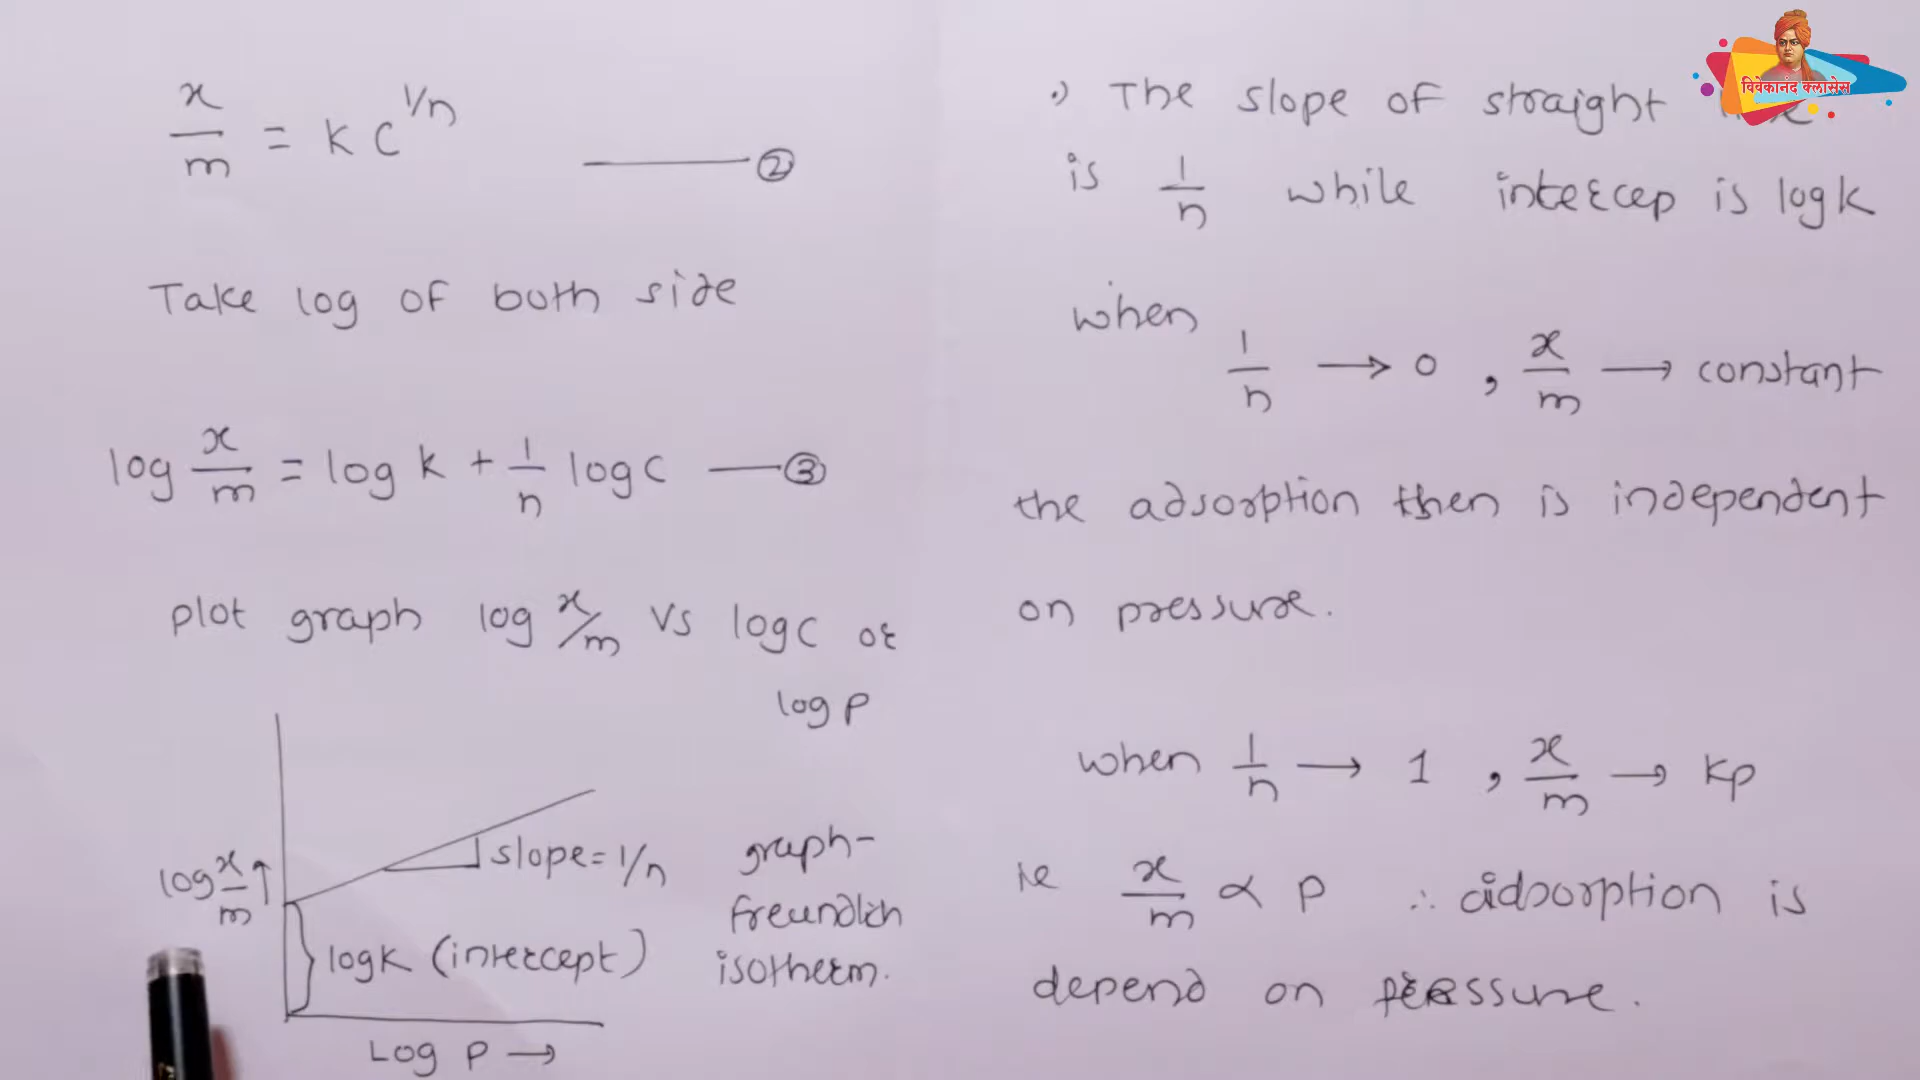 x/m = k C^1/n —— ②
Take log of both side
log x/m = log k + 1/n log C —— ③
plot graph log x/m vs log C or
log P
log x/m ↑
slope = 1/n
log k (intercept)
Log P →
graph-
freundlich
isotherm.
विवेकानंद क्लासेस
•) The slope of straight
is 1/n while intercep is log k
when
1/n → 0 , x/m → constant
the adsorption then is independent
on pressure.
when 1/n → 1 , x/m → kp
ie x/m ∝ P ∴ adsorption is
depend on pressure.